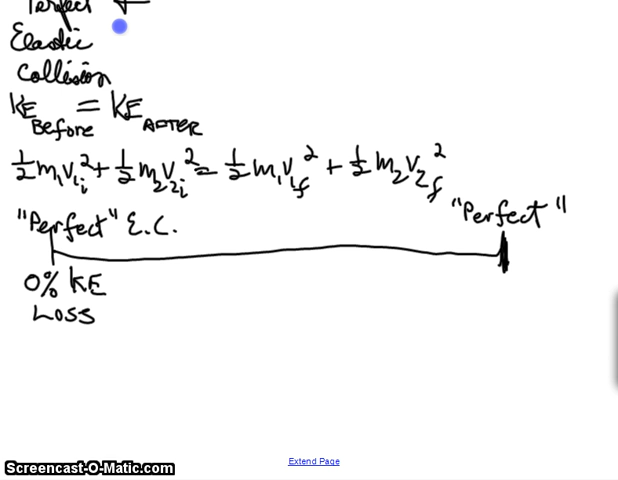 Perfect
Elastic
Collision
KE Before = KE AFTER
½m₁v₁ᵢ² + ½m₂v₂ᵢ² = ½m₁v₁f² + ½m₂v₂f²
"Perfect" E.C.
"Perfect"
0% KE
LOSS
Extend Page
Screencast-O-Matic.com